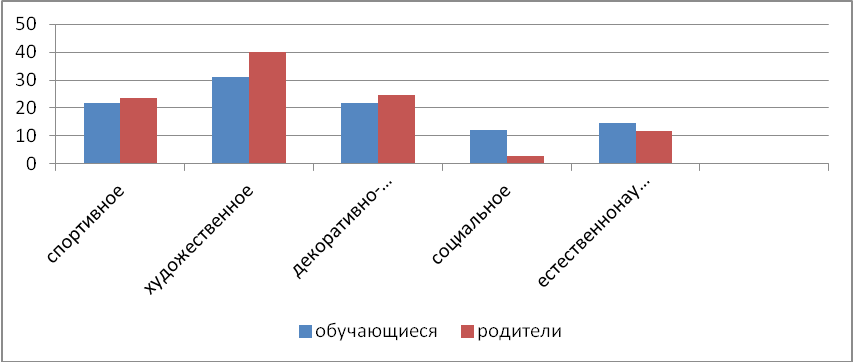 50
40
30
20
10
0
спортивное
художественное
декоративно-...
социальное
естественнонау...
обучающиеся
родители